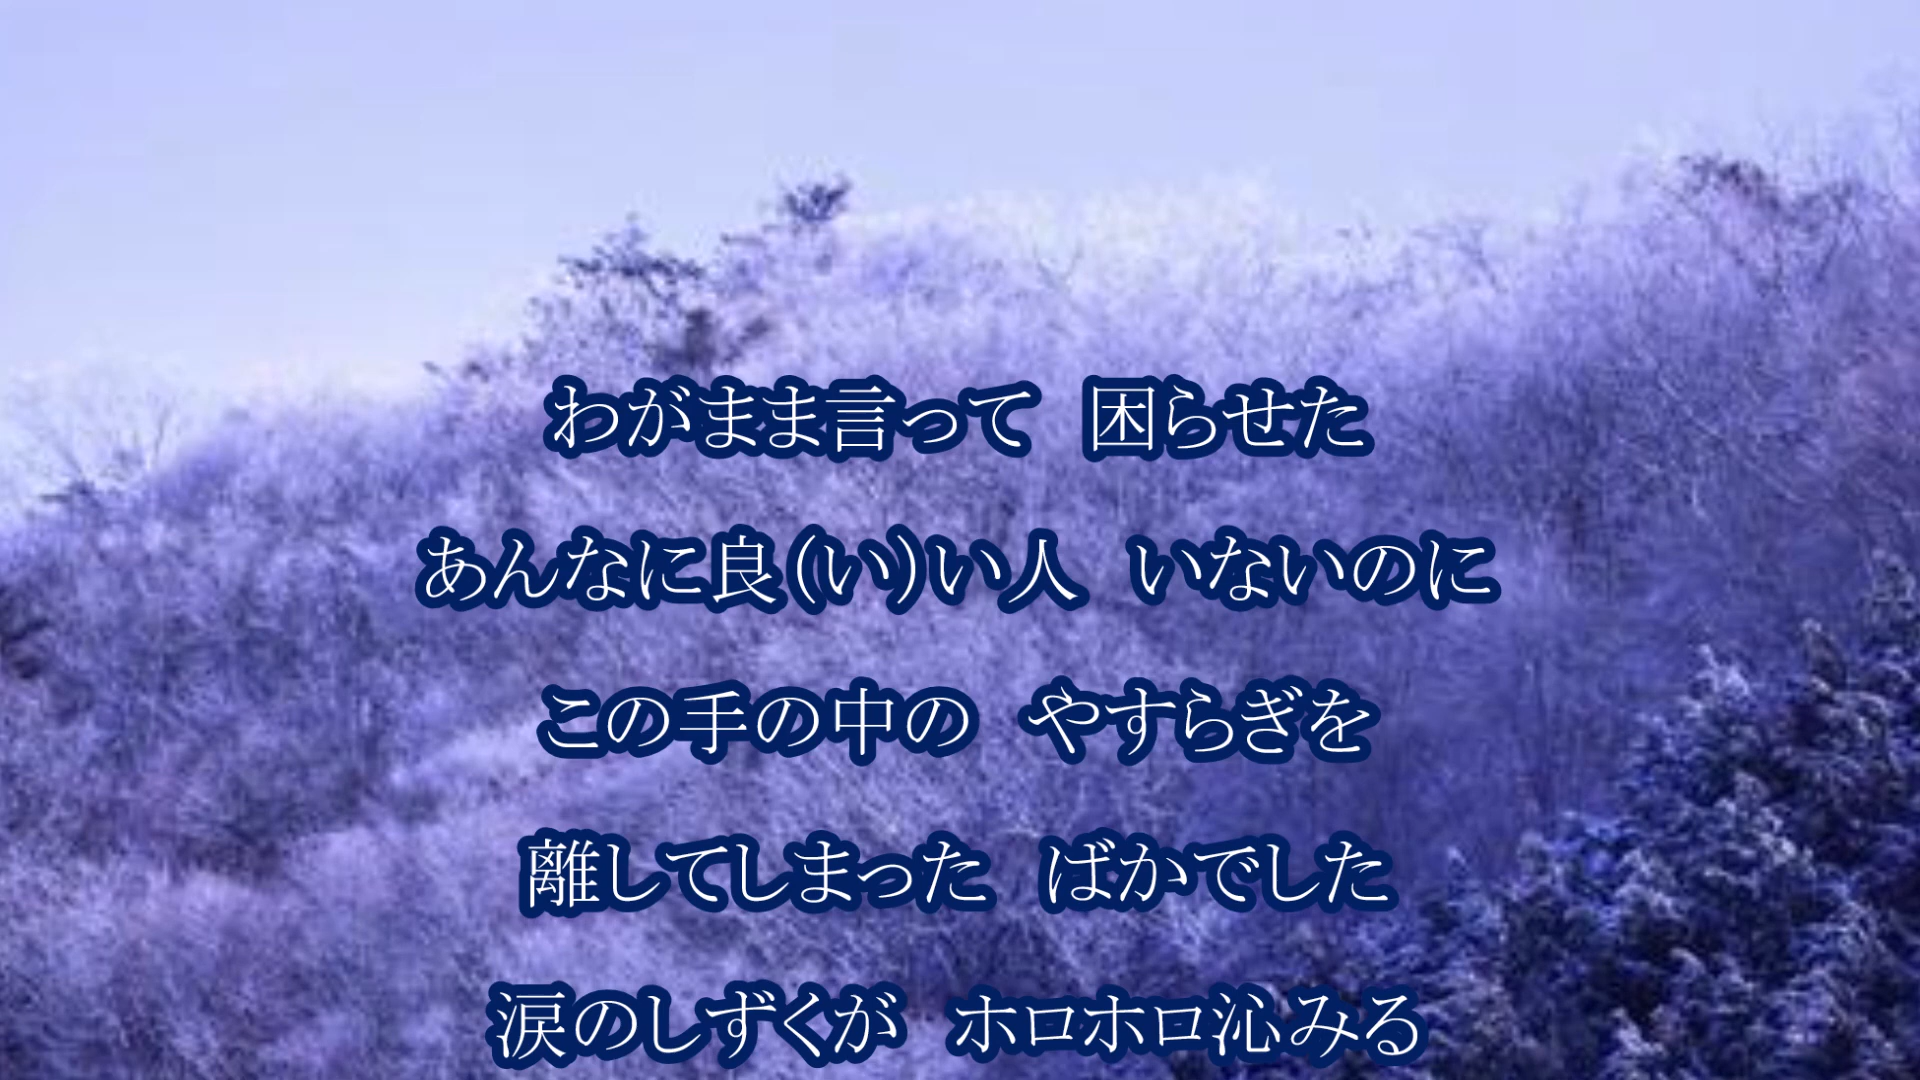 わがまま言って　困らせた
あんなに良(い)い人　いないのに
この手の中の　やすらぎを
離してしまった　ばかでした
涙のしずくが　ホロホロ沁みる